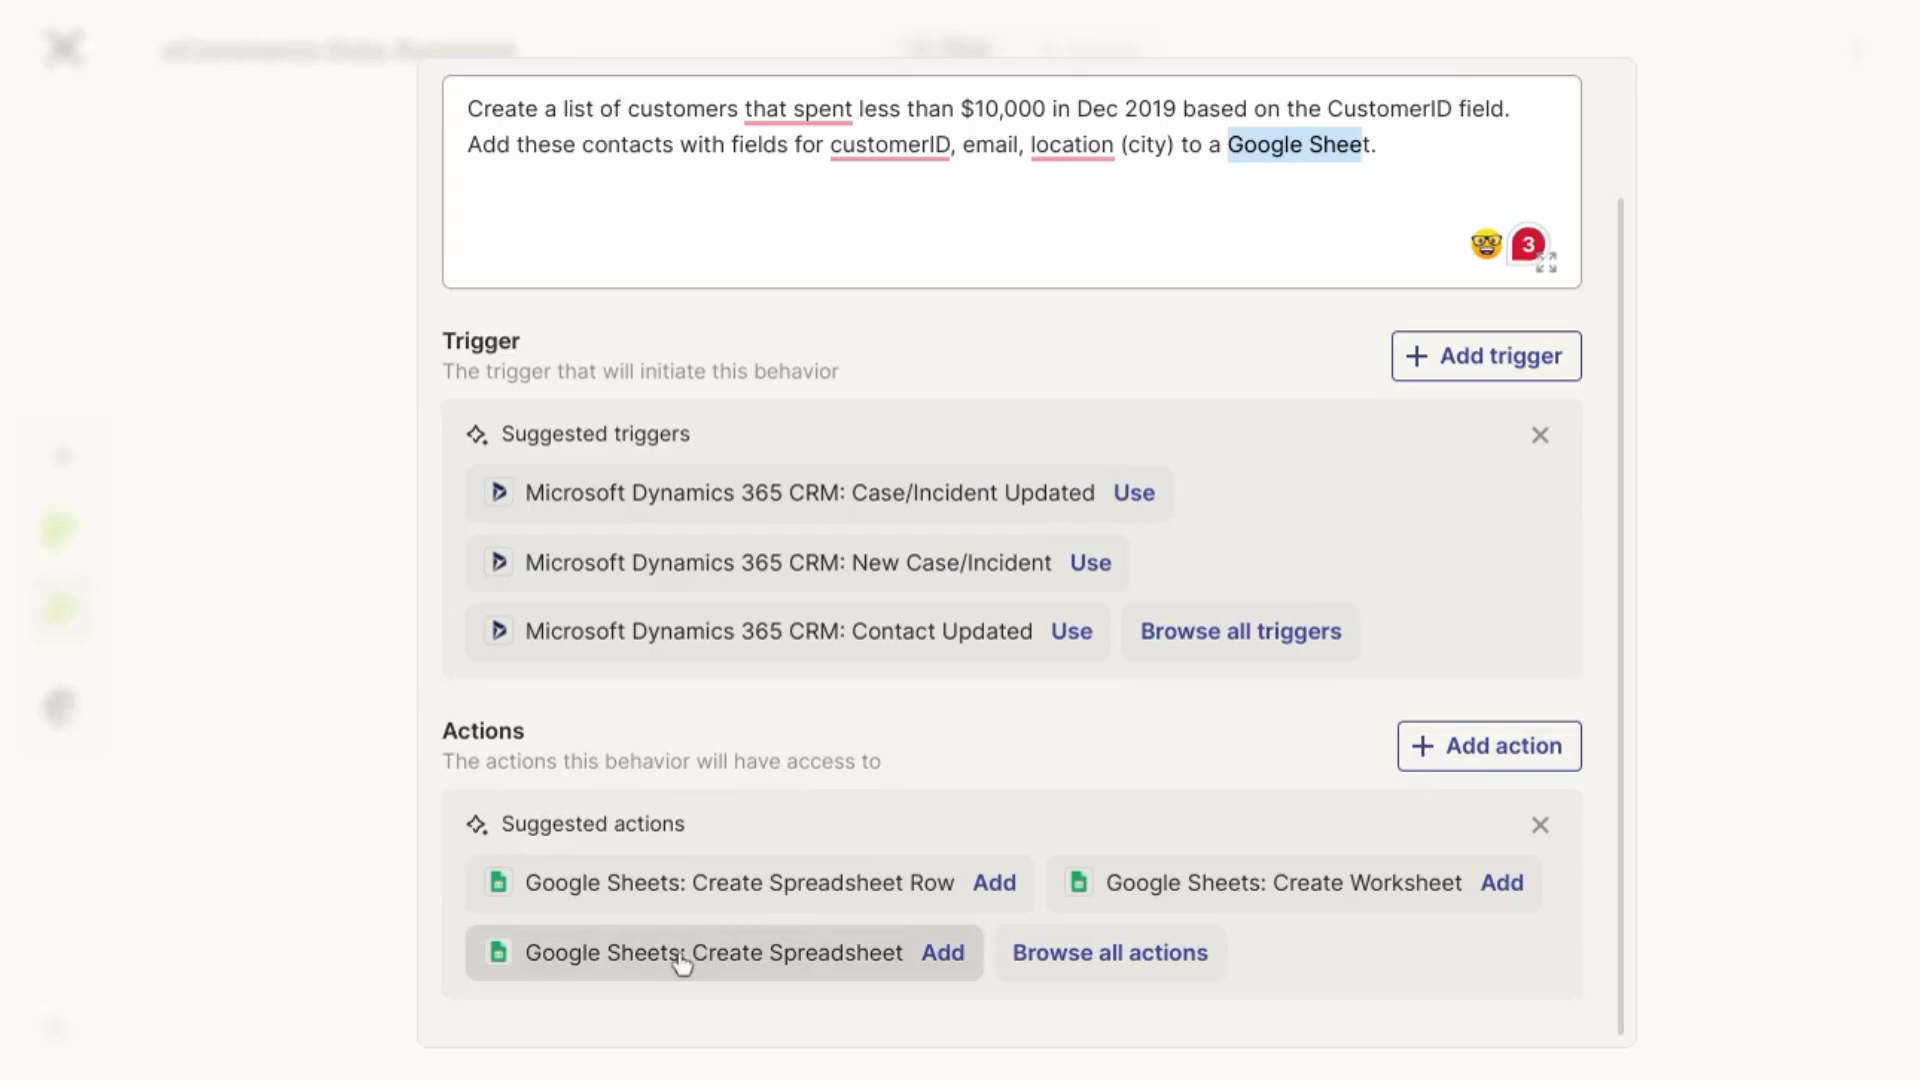 Create a list of customers that spent less than $10,000 in Dec 2019 based on the CustomerID field.
Add these contacts with fields for customerID, email, location (city) to a Google Sheet.
3
Trigger
The trigger that will initiate this behavior
+ Add trigger
Suggested triggers
Microsoft Dynamics 365 CRM: Case/Incident Updated Use
Microsoft Dynamics 365 CRM: New Case/Incident Use
Microsoft Dynamics 365 CRM: Contact Updated Use Browse all triggers
Actions
The actions this behavior will have access to
+ Add action
Suggested actions
Google Sheets: Create Spreadsheet Row Add Google Sheets: Create Worksheet Add
Google Sheets: Create Spreadsheet Add Browse all actions